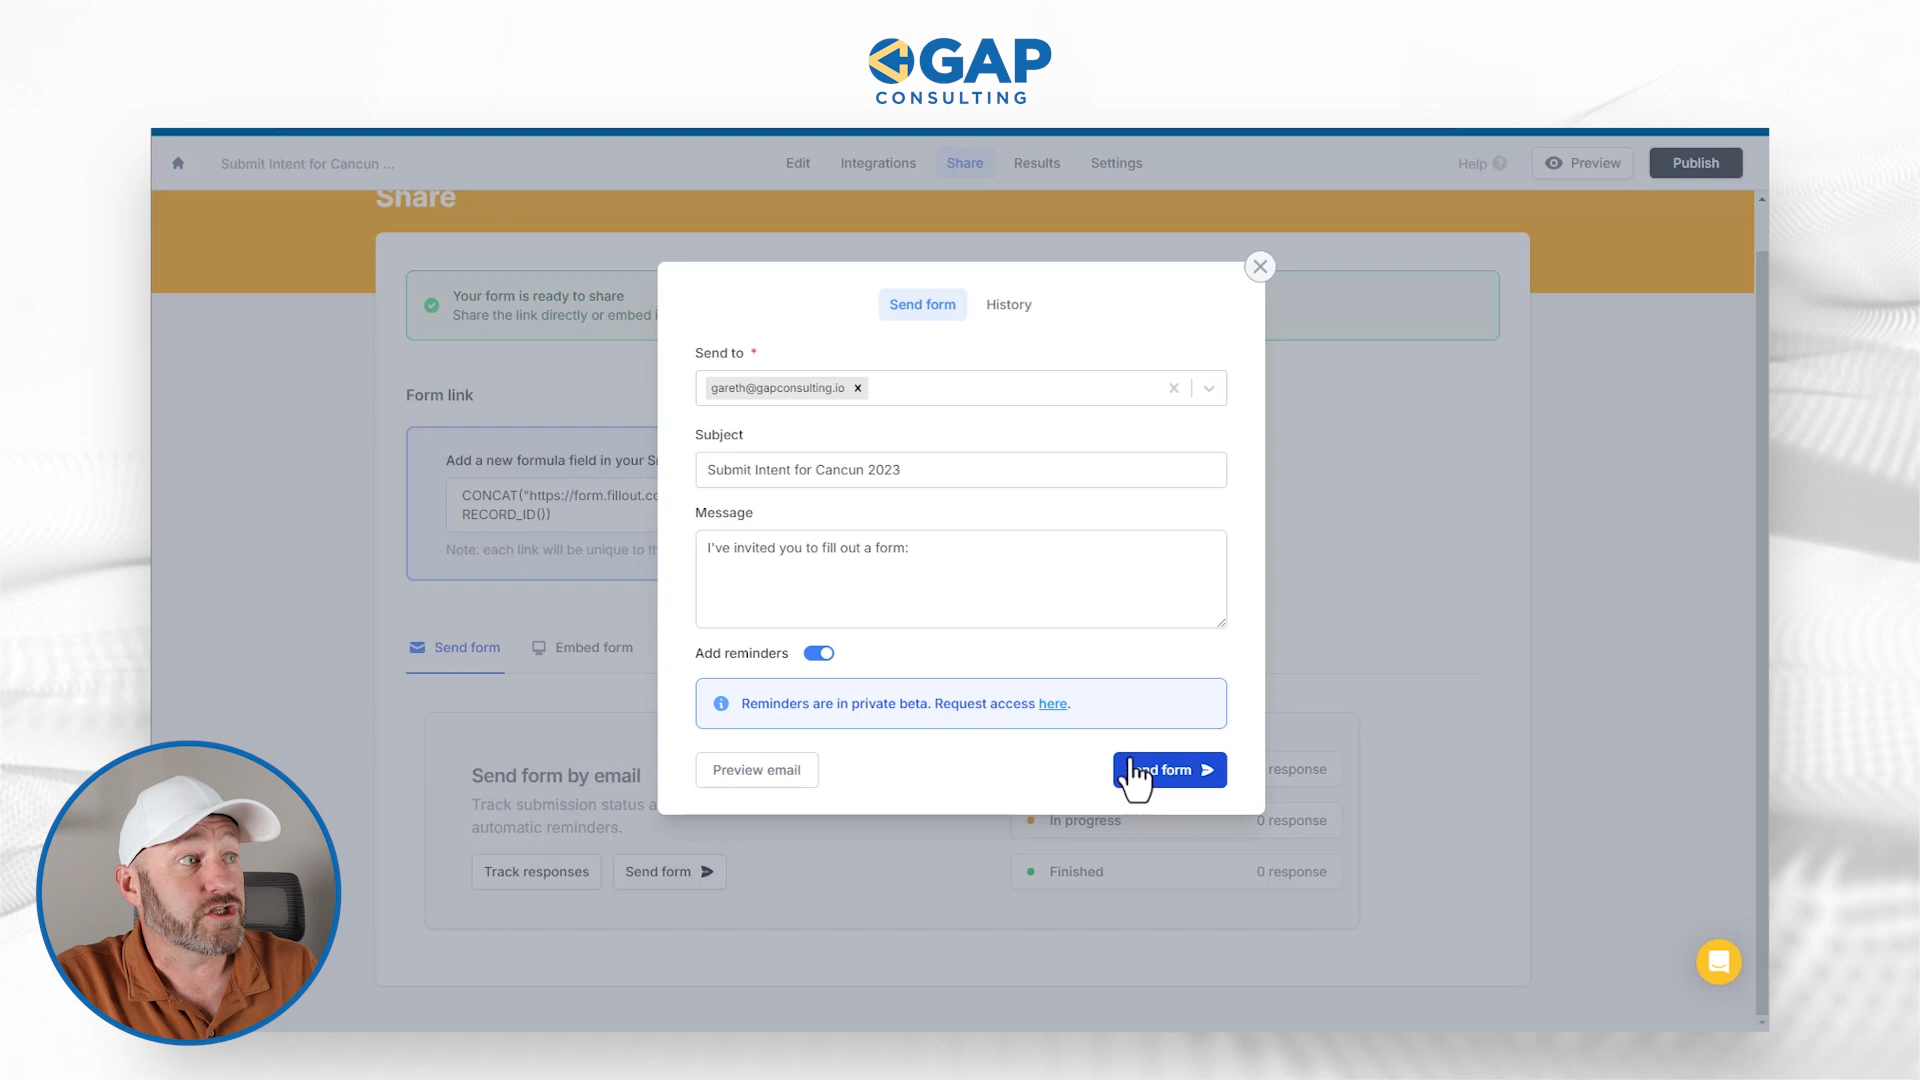 GAP
CONSULTING
Submit Intent for Cancun ...
Edit
Integrations
Share
Results
Settings
Help
Preview
Publish
Share
Your form is ready to share
Share the link directly or embed i
Form link
Add a new formula field in your
CONCAT("https://form.fillout.co
RECORD_ID())
Note: each link will be unique to
Send form
Embed form
Send form by email
Track submission status a
automatic reminders.
Track responses
Send form
response
In progress
0 response
Finished
0 response
Send form
History
Send to *
gareth@gapconsulting.io
Subject
Submit Intent for Cancun 2023
Message
I've invited you to fill out a form:
Add reminders
Reminders are in private beta. Request access here.
Preview email
form